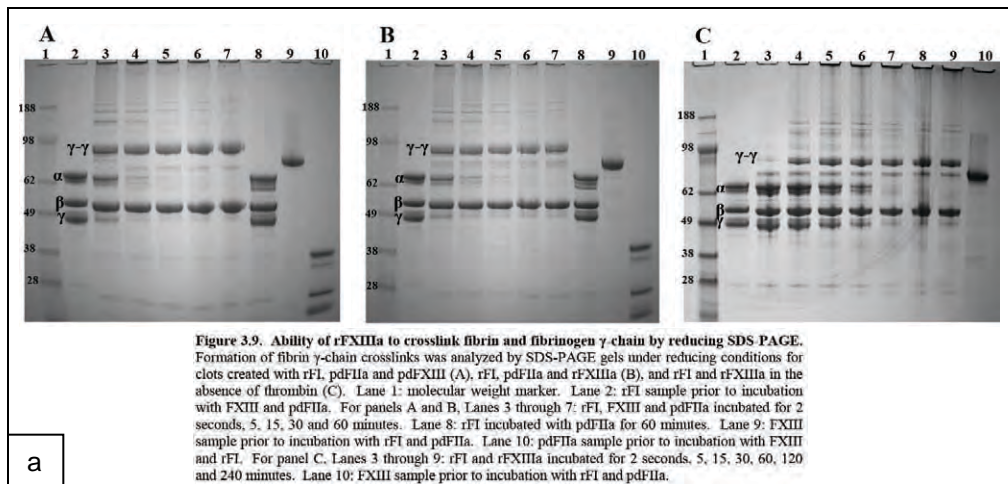 A B C
1 2 3 4 5 6 7 8 9 10
1 2 3 4 5 6 7 8 9 10
1 2 3 4 5 6 7 8 9 10
188
98
γ-γ
α
62
β
49
γ
38
28
188
98
γ-γ
α
62
β
49
γ
38
28
188
98
γ-γ
α
62
β
49
γ
38
28
Figure 3.9. Ability of rFXIIIa to crosslink fibrin and fibrinogen γ-chain by reducing SDS-PAGE.
Formation of fibrin γ-chain crosslinks was analyzed by SDS-PAGE gels under reducing conditions for
clots created with rFI, pdFIIa and pdFXIII (A), rFI, pdFIIa and rFXIIIa (B), and rFI and rFXIIIa in the
absence of thrombin (C). Lane 1: molecular weight marker. Lane 2: rFI sample prior to incubation
with FXIII and pdFIIa. For panels A and B, Lanes 3 through 7: rFI, FXIII and pdFIIa incubated for 2
seconds, 5, 15, 30 and 60 minutes. Lane 8: rFI incubated with pdFIIa for 60 minutes. Lane 9: FXIII
sample prior to incubation with rFI and pdFIIa. Lane 10: pdFIIa sample prior to incubation with FXIII
and rFI. For panel C, Lanes 3 through 9: rFI and rFXIIIa incubated for 2 seconds, 5, 15, 30, 60, 120
and 240 minutes. Lane 10: FXIII sample prior to incubation with rFI and pdFIIa.
a